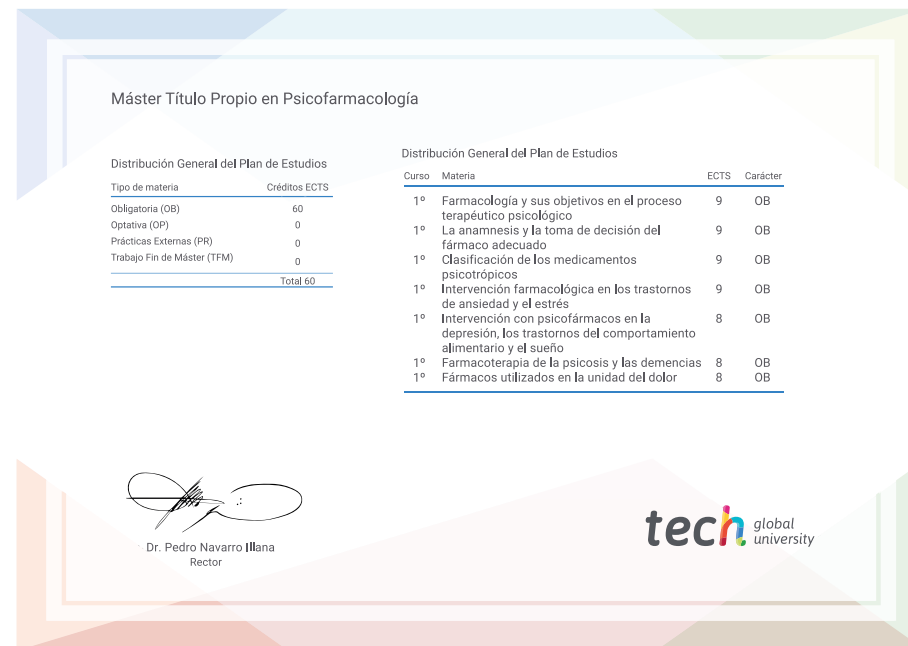 Máster Título Propio en Psicofarmacología
Distribución General del Plan de Estudios
Tipo de materia Créditos ECTS
Obligatoria (OB) 60
Optativa (OP) 0
Prácticas Externas (PR) 0
Trabajo Fin de Máster (TFM) 0
Total 60
Distribución General del Plan de Estudios
Curso Materia ECTS Carácter
1º Farmacología y sus objetivos en el proceso 9 OB
terapéutico psicológico
1º La anamnesis y la toma de decisión del 9 OB
fármaco adecuado
1º Clasificación de los medicamentos 9 OB
psicotrópicos
1º Intervención farmacológica en los trastornos 9 OB
de ansiedad y el estrés
1º Intervención con psicofármacos en la 8 OB
depresión, los trastornos del comportamiento
alimentario y el sueño
1º Farmacoterapia de la psicosis y las demencias 8 OB
1º Fármacos utilizados en la unidad del dolor 8 OB
Dr. Pedro Navarro Illana
Rector
tech global
university